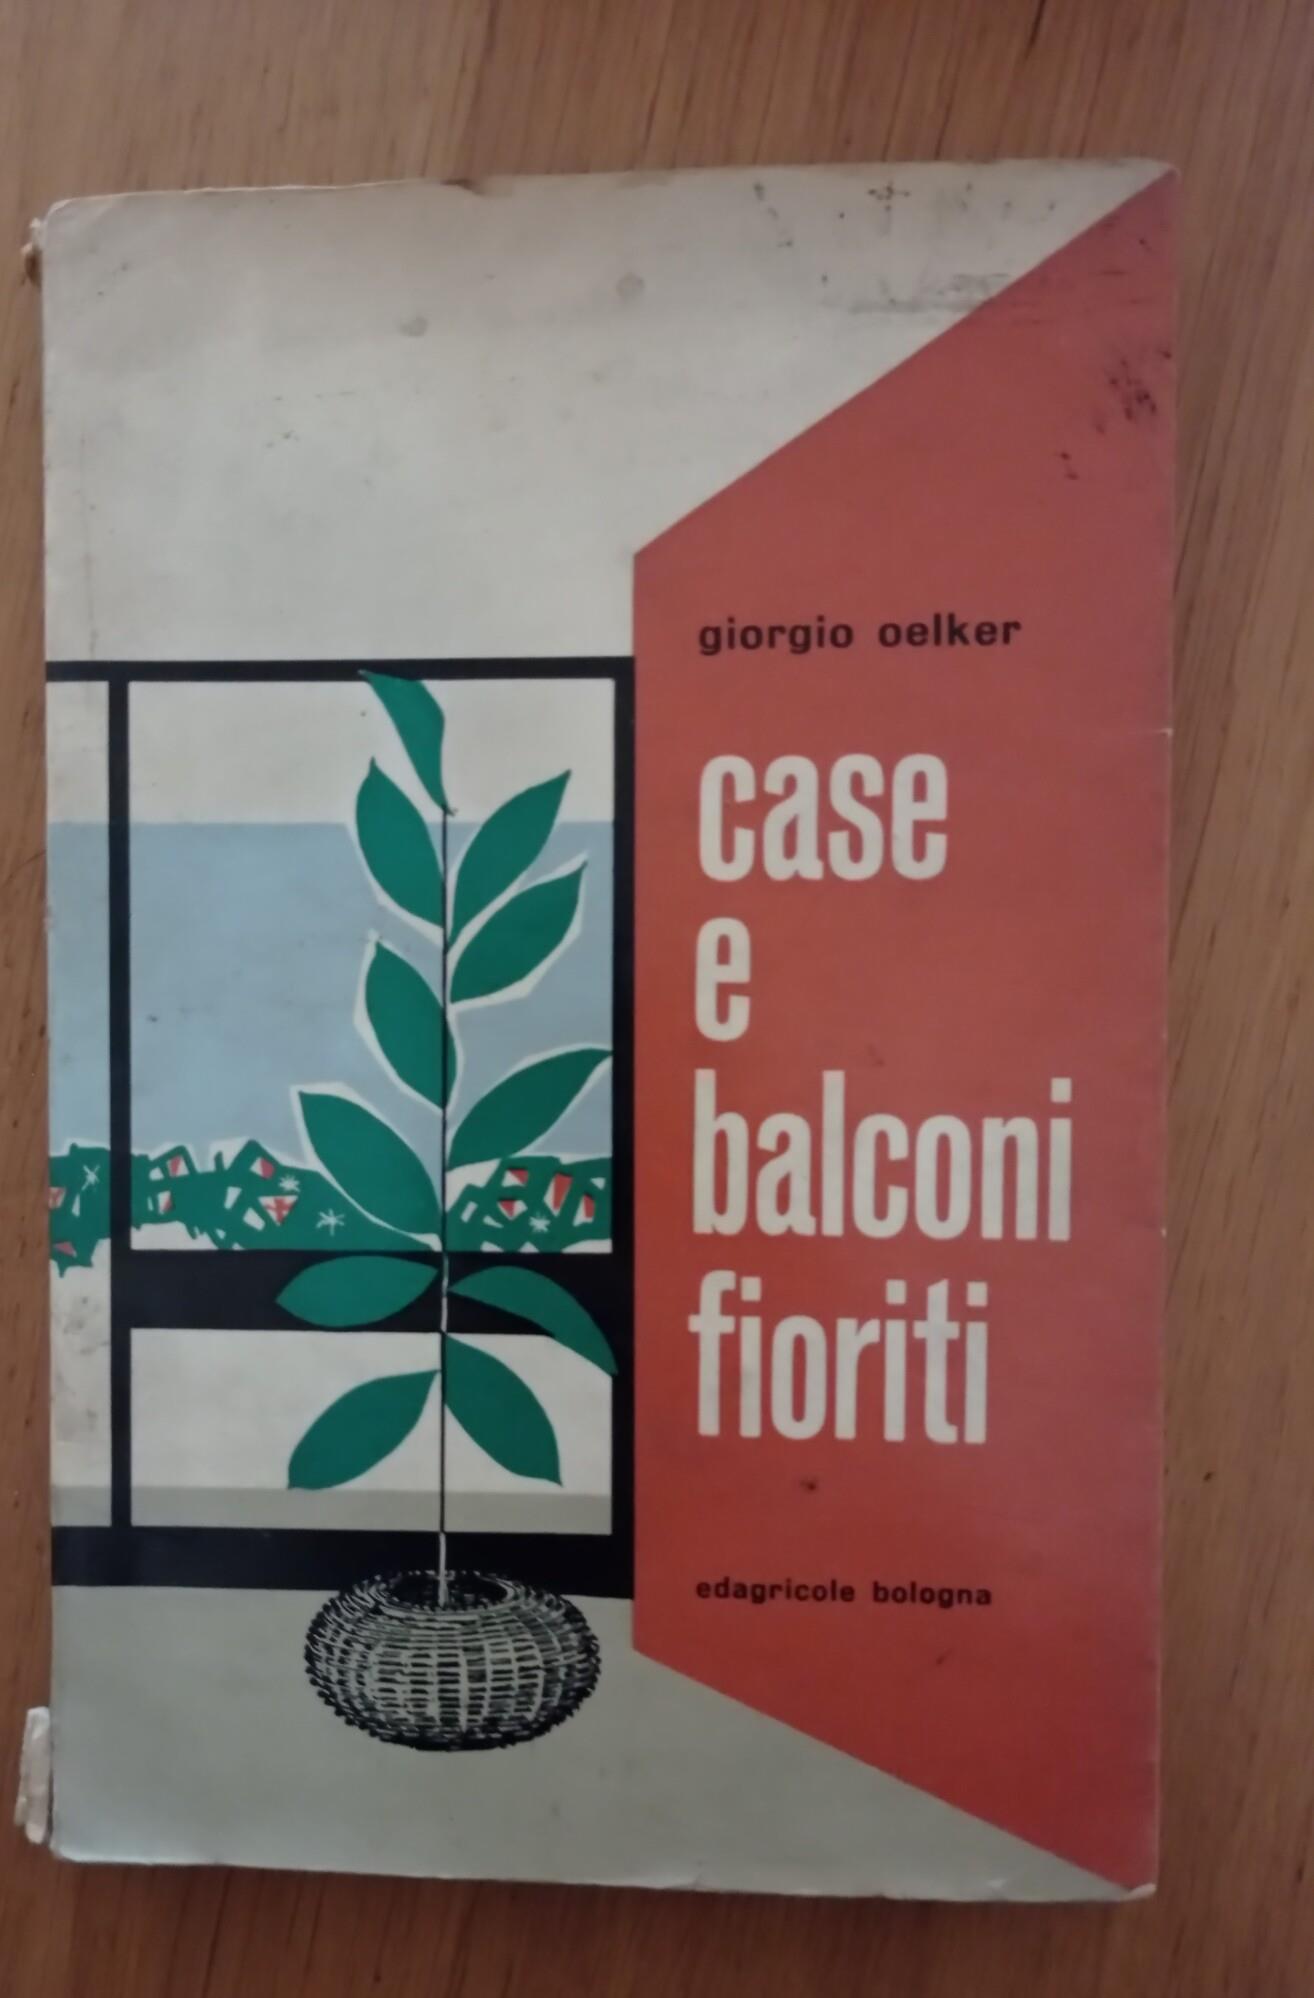 giorgio oelker
case
e
balconi
fioriti
edagricole bologna